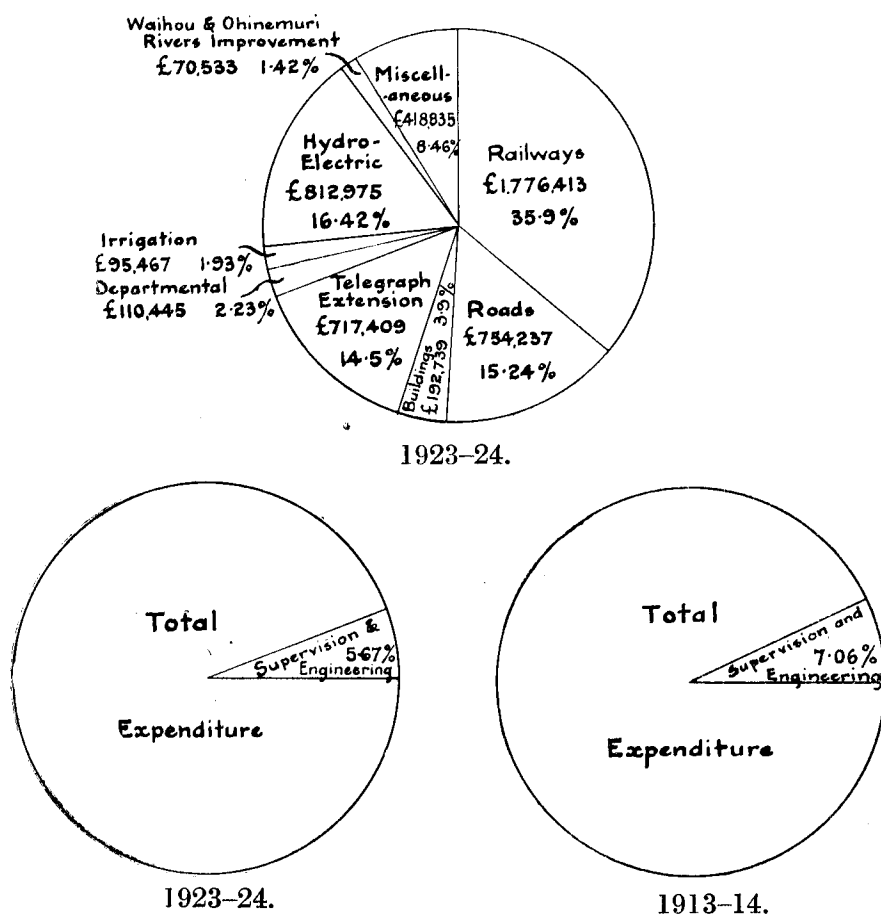 Waihou & Ohinemuri
Rivers Improvement
£70,533 1·42%
Miscell-
-aneous
£418,835
8·46%
Railways
£1,776,413
35·9%
Hydro-
Electric
£812,975
16·42%
Irrigation
£95,467 1·93%
Departmental
£110,445 2·23%
Telegraph
Extension
£717,409
14·5%
Buildings
£192,739 3·9%
Roads
£754,237
15·24%
1923–24.
Total
Expenditure
Supervision &
5·67%
Engineering
1923–24.
Total
Expenditure
Supervision and
7·06%
Engineering
1913–14.